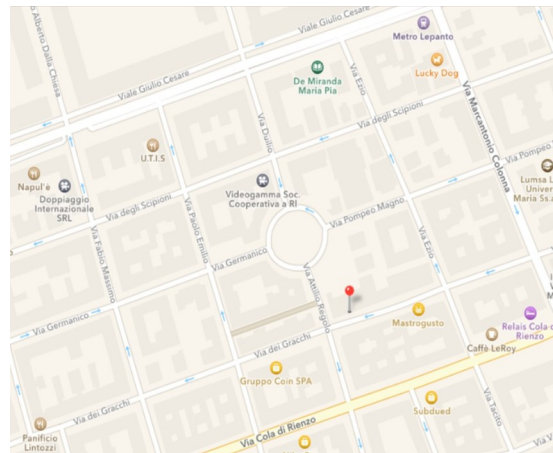 o Alberto Dalla Chiesa
Viale Giulio Cesare
Viale Giulio Cesare
Metro Lepanto
Lucky Dog
De Miranda
Maria Pia
Via Ezio
Via Marcantonio Colonna
Via degli Scipioni
Via Duilio
U.T.I.S
Napul'è
Doppiaggio
Internazionale
SRL
Videogamma Soc.
Cooperativa a Rl
Via Pompeo
Lumsa L
Univer
Maria Ss.a
Via degli Scipioni
Via Paolo Emilio
Via Pompeo Magno
Via Fabio Massimo
Via Germanico
Via Ezio
Via Attilio Regolo
Via Germanico
Mastrogusto
Relais Cola d
Rienzo
Via dei Gracchi
Caffè LeRoy
Gruppo Coin SPA
Via dei Gracchi
Subdued
Via Tacito
Panificio
Lintozzi
Via Cola di Rienzo
Via V